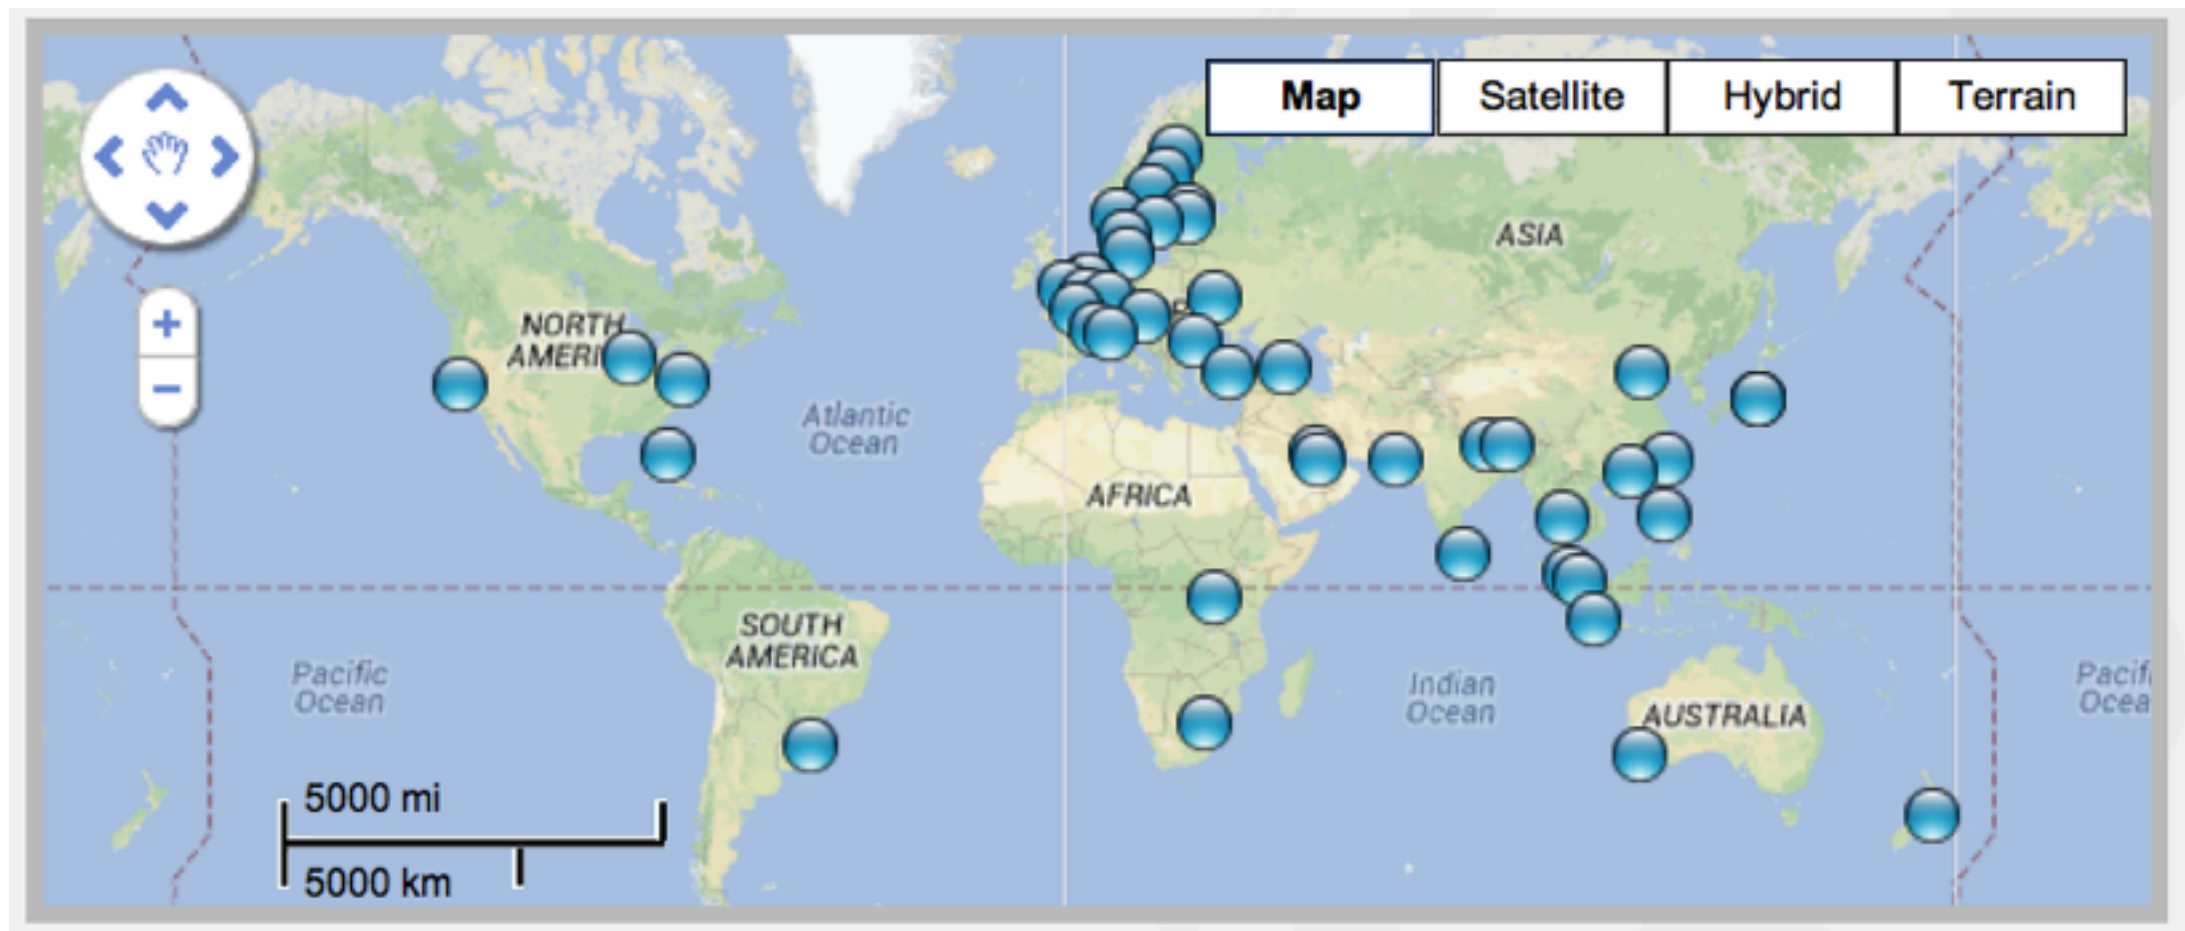 Map
Satellite
Hybrid
Terrain
ASIA
NORTH
AMERI
Atlantic
Ocean
AFRICA
SOUTH
AMERICA
Pacific
Ocean
Indian
Ocean
Pacifi
Ocea
AUSTRALIA
5000 mi
5000 km